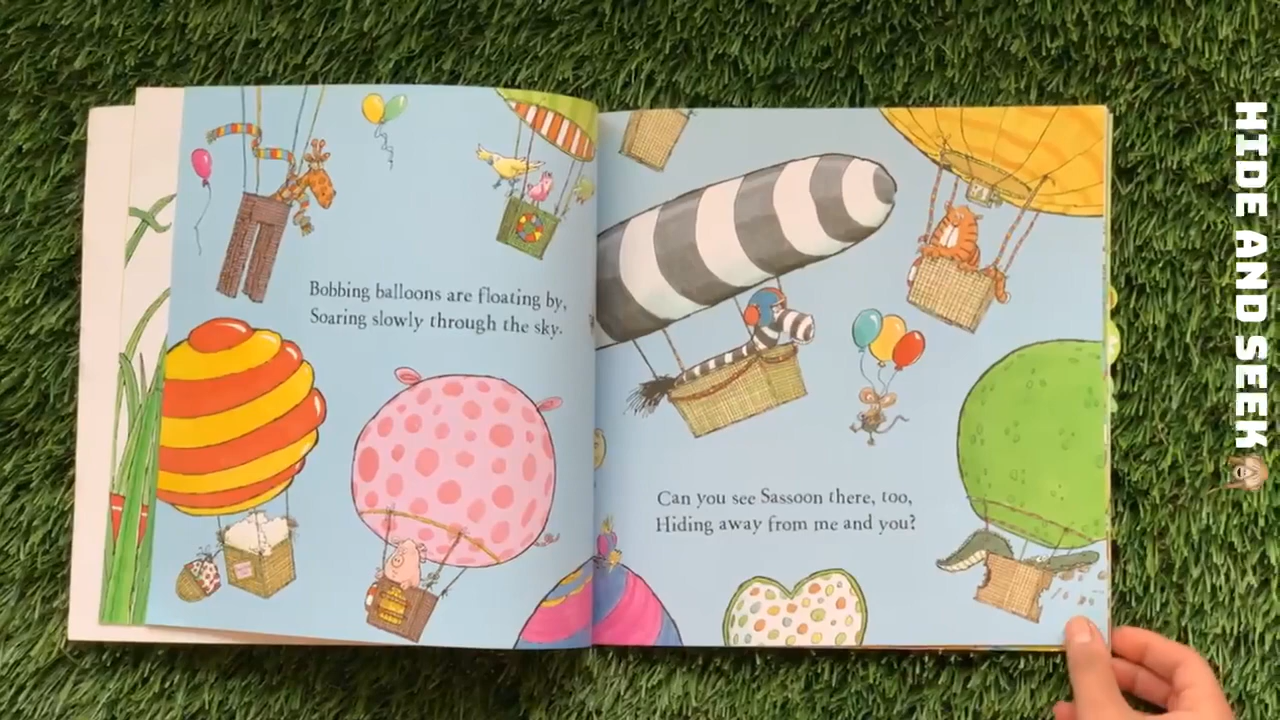 Bobbing balloons are floating by,
Soaring slowly through the sky.
Can you see Sassoon there, too,
Hiding away from me and you?
HIDE AND SEEK